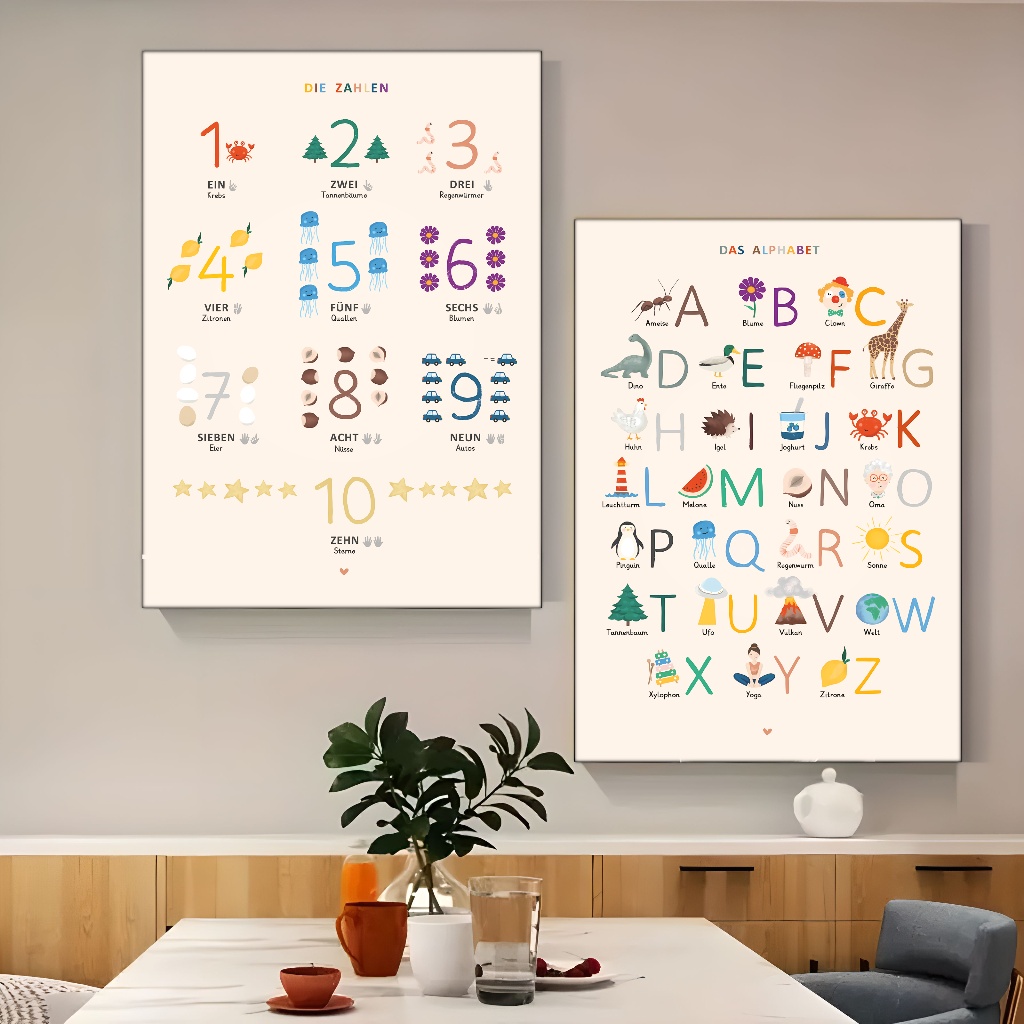 DIE ZAHLEN
1 2 3
EIN ZWEI DREI
Krebs Tannenbäume Regenwürmer
4 5 6
VIER FÜNF SECHS
Zitronen Quallen Blumen
7 8 9
SIEBEN ACHT NEUN
Eier Nüsse Autos
10
ZEHN
Sterne
DAS ALPHABET
A B C
Ameise Blume Clown
D E F G
Dino Ente Fliegenpilz Giraffe
H I J K
Huhn Igel Joghurt Krebs
L M N O
Leuchtturm Melone Nuss Oma
P Q R S
Pinguin Qualle Regenwurm Sonne
T U V W
Tannenbaum Ufo Vulkan Welt
X Y Z
Xylophon Yoga Zitrone